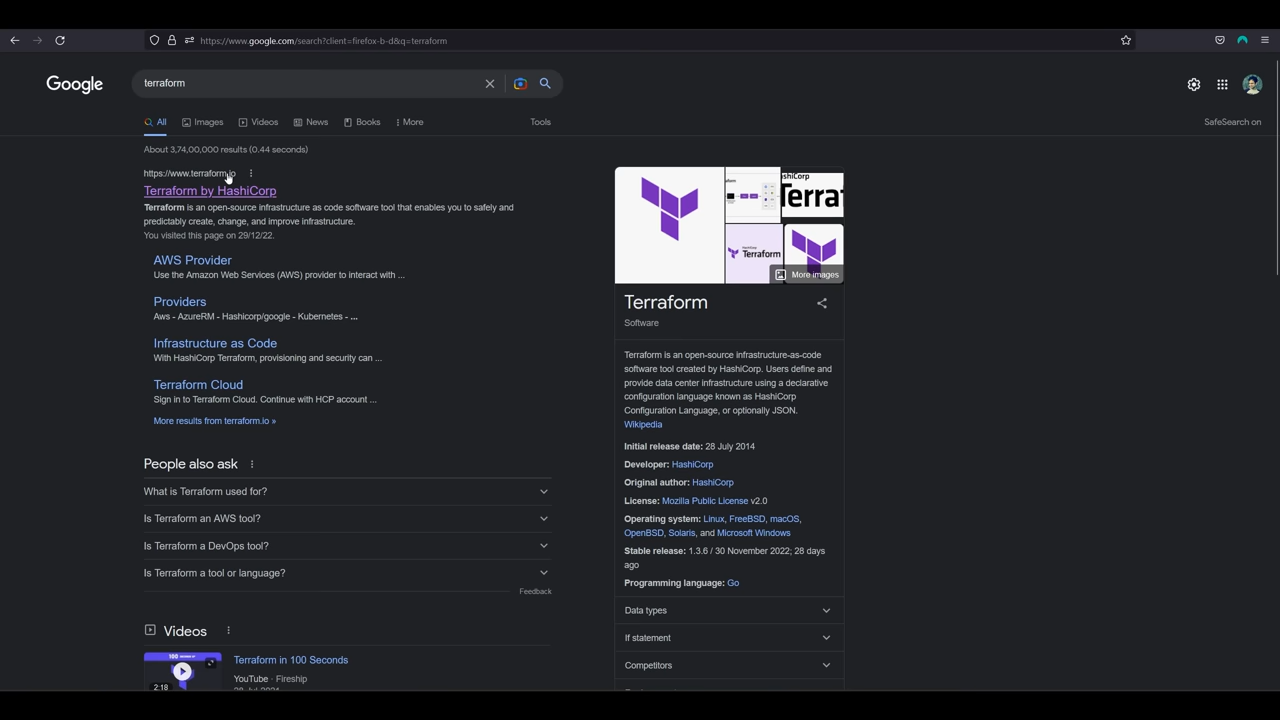 https://www.google.com/search?client=firefox-b-d&q=terraform
Google
terraform
All
Images
Videos
News
Books
More
Tools
SafeSearch on
About 3,74,00,000 results (0.44 seconds)
https://www.terraform.io
Terraform by HashiCorp
Terraform is an open-source infrastructure as code software tool that enables you to safely and
predictably create, change, and improve infrastructure.
You visited this page on 29/12/22.
AWS Provider
Use the Amazon Web Services (AWS) provider to interact with ...
Providers
Aws - AzureRM - Hashicorp/google - Kubernetes - ...
Infrastructure as Code
With HashiCorp Terraform, provisioning and security can ...
Terraform Cloud
Sign in to Terraform Cloud. Continue with HCP account ...
More results from terraform.io »
People also ask
What is Terraform used for?
Is Terraform an AWS tool?
Is Terraform a DevOps tool?
Is Terraform a tool or language?
Feedback
Videos
100
2:18
Terraform in 100 Seconds
YouTube · Fireship
28 Jul 2021
shiCorp
Terra
HashiCorp
Terraform
More images
Terraform
Software
Terraform is an open-source infrastructure-as-code
software tool created by HashiCorp. Users define and
provide data center infrastructure using a declarative
configuration language known as HashiCorp
Configuration Language, or optionally JSON.
Wikipedia
Initial release date: 28 July 2014
Developer: HashiCorp
Original author: HashiCorp
License: Mozilla Public License v2.0
Operating system: Linux, FreeBSD, macOS,
OpenBSD, Solaris, and Microsoft Windows
Stable release: 1.3.6 / 30 November 2022; 28 days
ago
Programming language: Go
Data types
If statement
Competitors